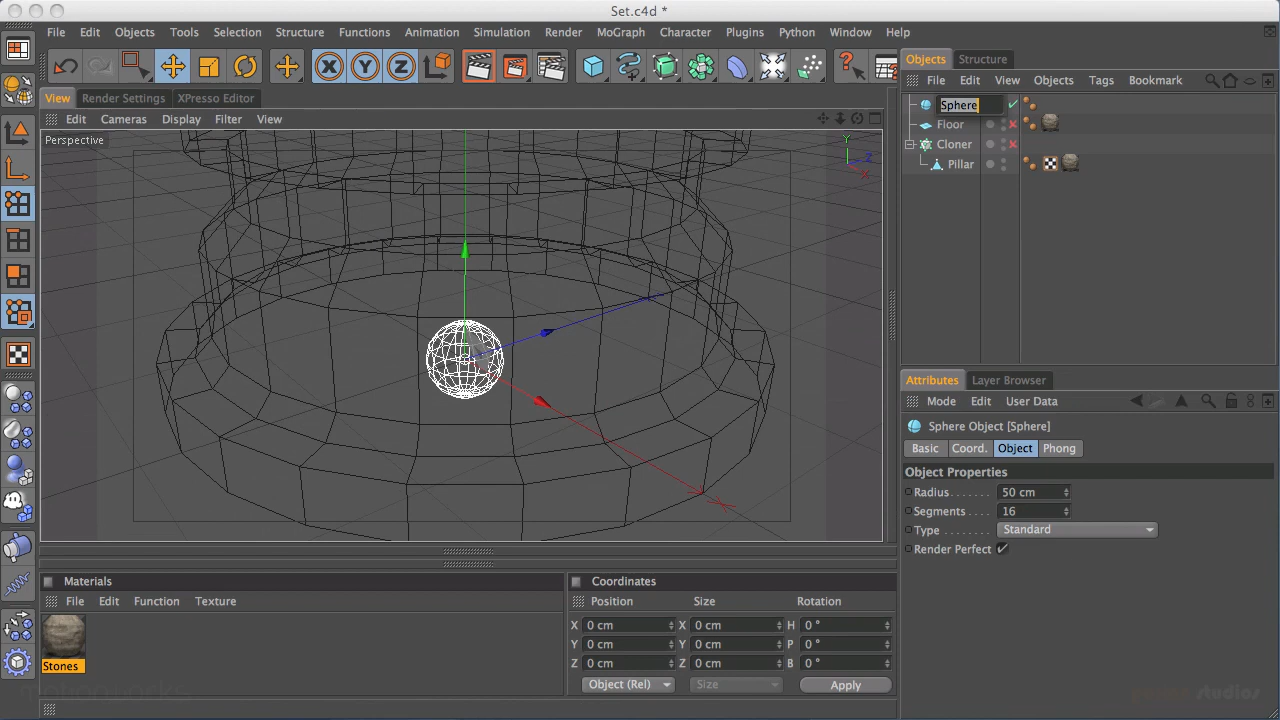 Set.c4d *
File Edit Objects Tools Selection Structure Functions Animation Simulation Render MoGraph Character Plugins Python Window Help
X Y Z
View Render Settings XPresso Editor
Edit Cameras Display Filter View
Perspective
Y
Z
X
Objects Structure
File Edit View Objects Tags Bookmark
Sphere
Floor
Cloner
Pillar
Attributes Layer Browser
Mode Edit User Data
Sphere Object [Sphere]
Basic Coord. Object Phong
Object Properties
Radius . . . . . . . 50 cm
Segments . . . . 16
Type . . . . . . . . Standard
Render Perfect
Materials
File Edit Function Texture
Stones
Coordinates
Position Size Rotation
X 0 cm X 0 cm H 0 °
Y 0 cm Y 0 cm P 0 °
Z 0 cm Z 0 cm B 0 °
Object (Rel) Size Apply
motionworks
studios